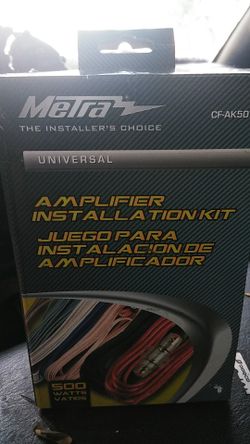 Metra
THE INSTALLER'S CHOICE
CF-AK50
UNIVERSAL
AMPLIFIER
INSTALLATION KIT
JUEGO PARA
INSTALACION DE
AMPLIFICADOR
500
WATTS
VATIOS